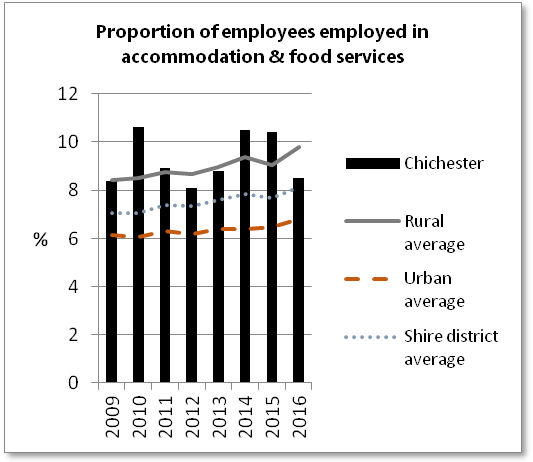 Proportion of employees employed in
accommodation & food services
12
10
8
6
4
2
0
%
2009
2010
2011
2012
2013
2014
2015
2016
Chichester
Rural
average
Urban
average
Shire district
average